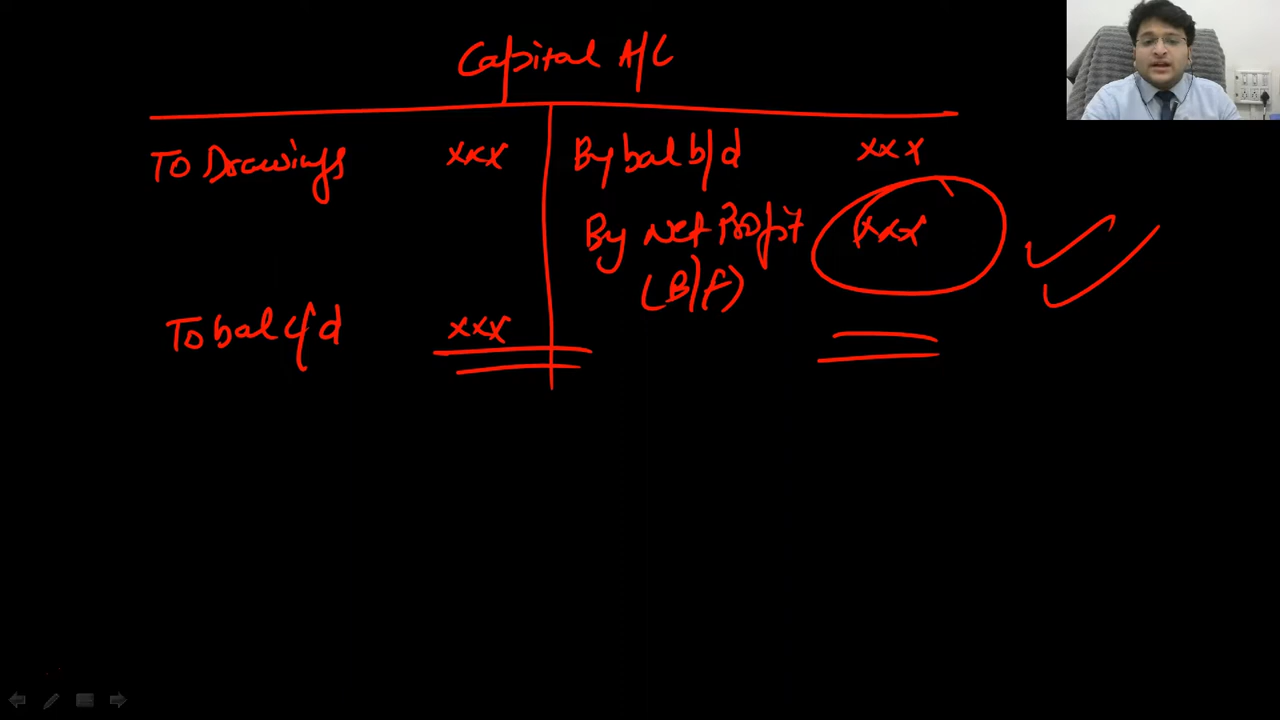 Capital A/C
To Drawings xxx By bal b/d xxx
By Net Profit xxx
(B/f)
To bal c/d xxx